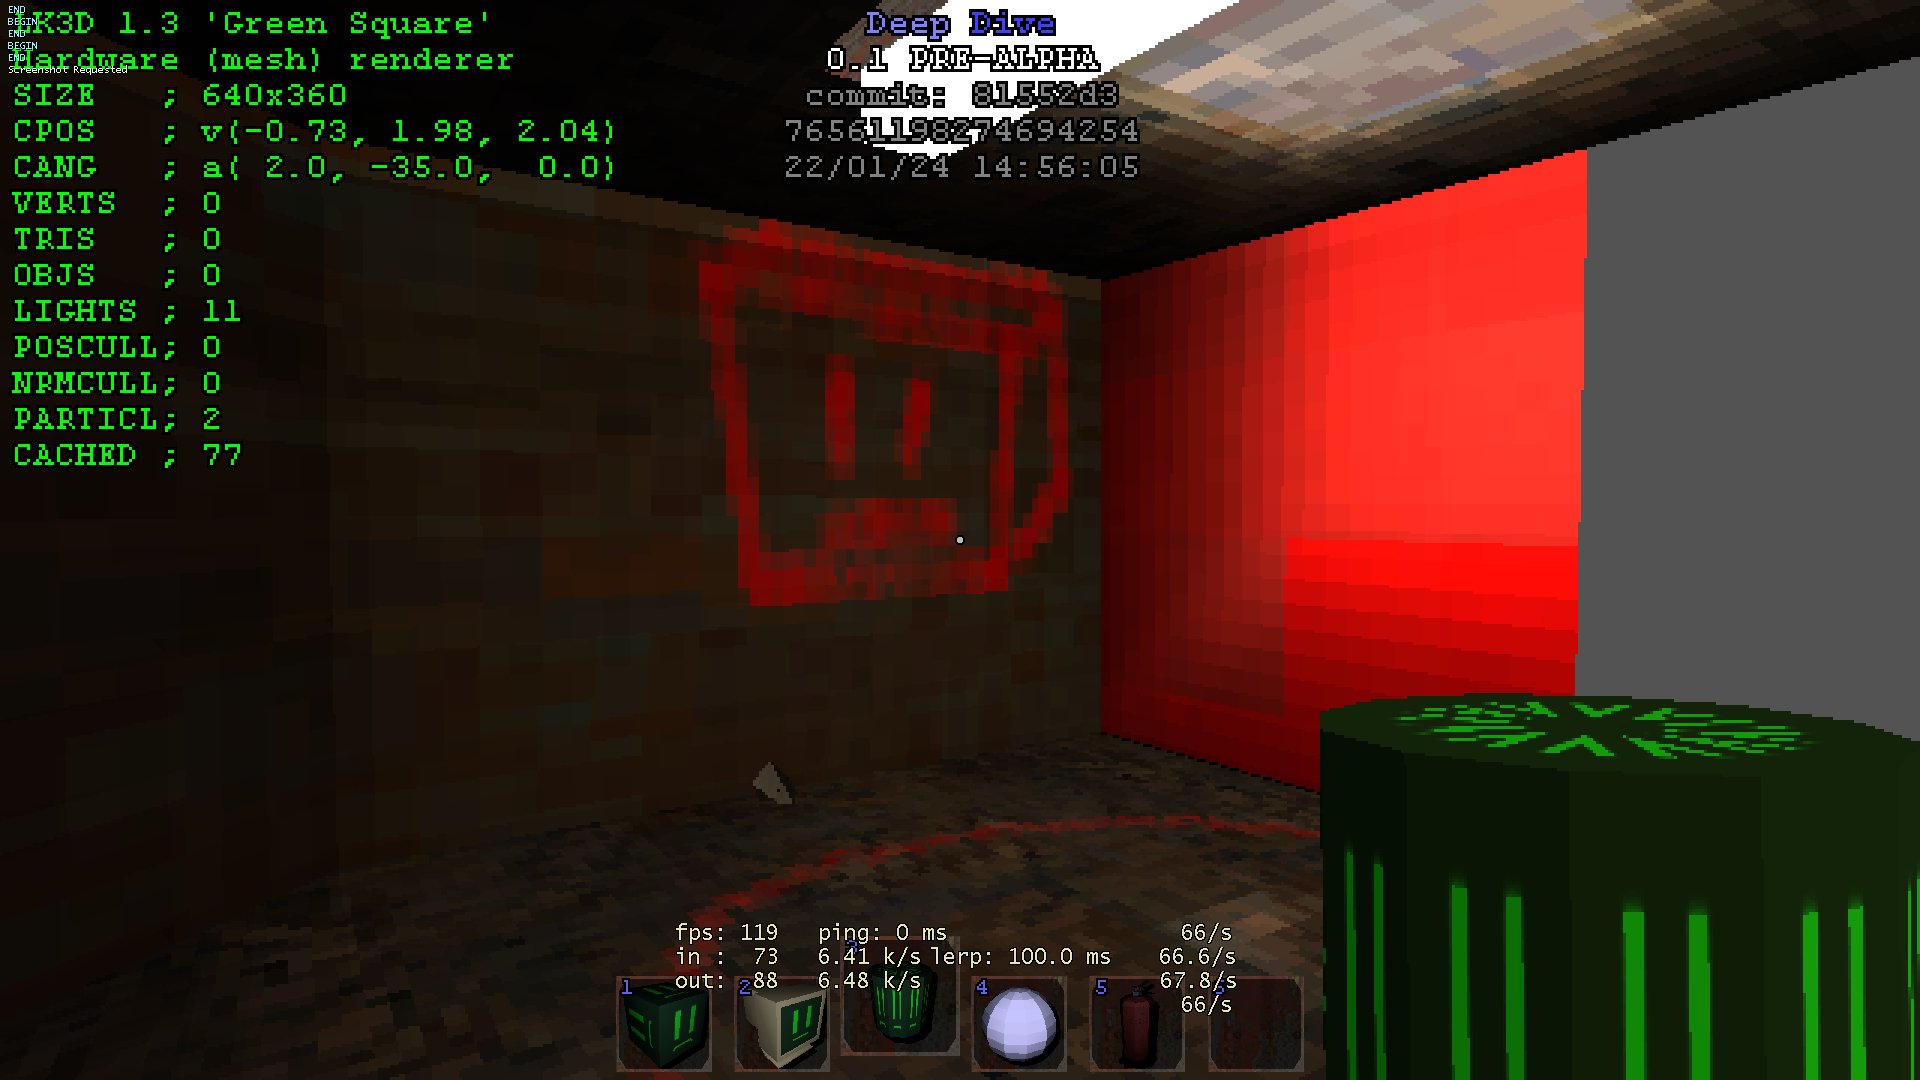 END
BEGIN
END
BEGIN
END
Screenshot Requested
K3D 1.3 'Green Square'
Hardware (mesh) renderer
SIZE ; 640x360
CPOS ; v(-0.73, 1.98, 2.04)
CANG ; a( 2.0, -35.0, 0.0)
VERTS ; 0
TRIS ; 0
OBJS ; 0
LIGHTS ; 11
POSCULL; 0
NRMCULL; 0
PARTICL; 2
CACHED ; 77
Deep Dive
0.1 PRE-ALPHA
commit: 81552d3
76561198274694254
22/01/24 14:56:05
fps: 119 ping: 0 ms 66/s
in : 73 6.41 k/s lerp: 100.0 ms 66.6/s
out: 88 6.48 k/s 67.8/s
66/s
1 2 3 4 5